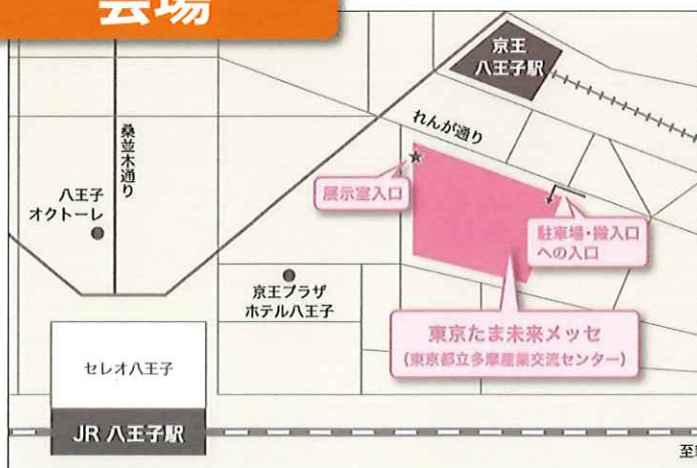 会場
京王
八王子駅
れんが通り
桑並木通り
八王子
オクトーレ
展示室入口
駐車場・搬入口
への入口
京王プラザ
ホテル八王子
東京たま未来メッセ
(東京都立多摩産業交流センター)
セレオ八王子
JR 八王子駅